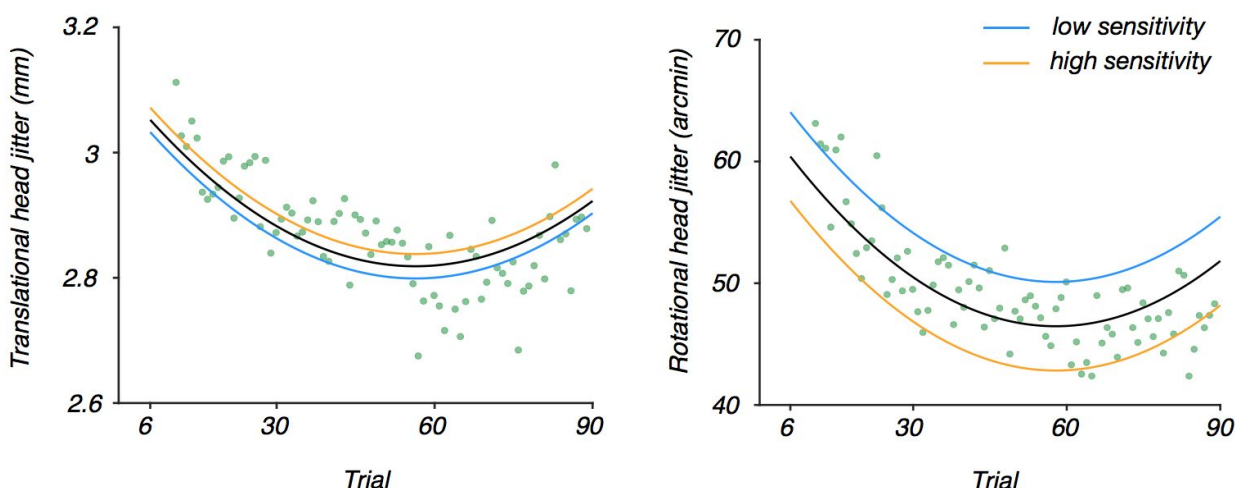 Translational head jitter (mm)
3.2
3
2.8
2.6
6
30
60
90
Trial
Rotational head jitter (arcmin)
70
60
50
40
6
30
60
90
Trial
low sensitivity
high sensitivity